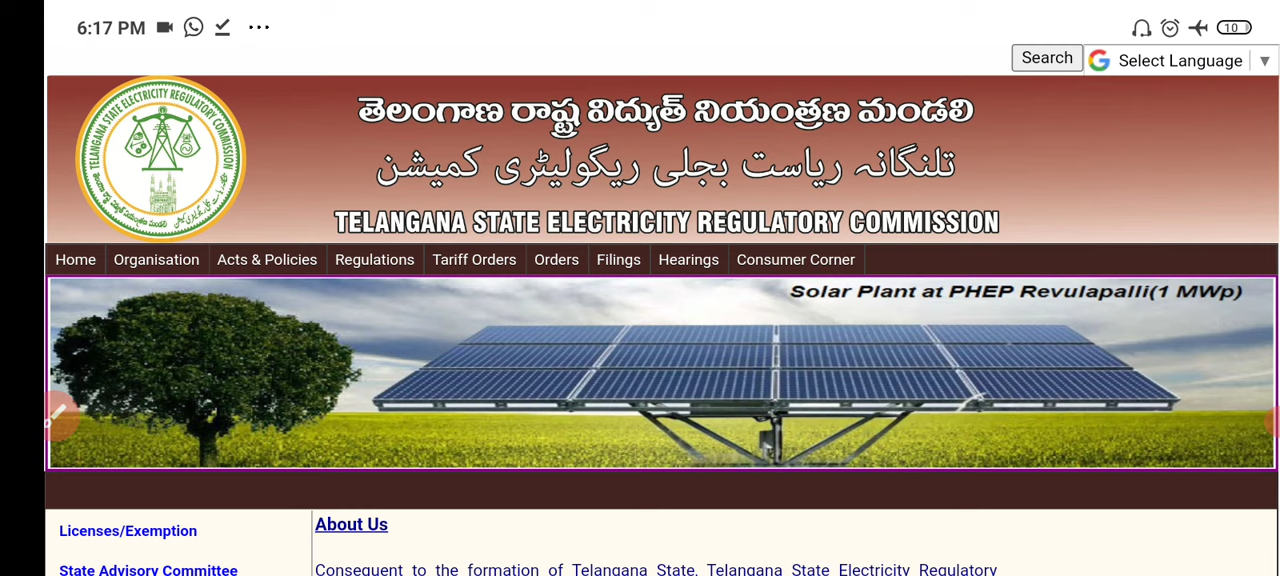 6:17 PM
10
Search
Select Language
TELANGANA STATE ELECTRICITY REGULATORY COMMISSION
తెలంగాణ రాష్ట్ర విద్యుత్ నియంత్రణ మండలి
تلنگانہ ریاست بجلی ریگولیٹری کمیشن
TELANGANA STATE ELECTRICITY REGULATORY COMMISSION
Home Organisation Acts & Policies Regulations Tariff Orders Orders Filings Hearings Consumer Corner
Solar Plant at PHEP Revulapalli(1 MWp)
Licenses/Exemption
About Us
State Advisory Committee
Consequent to the formation of Telangana State, Telangana State Electricity Regulatory